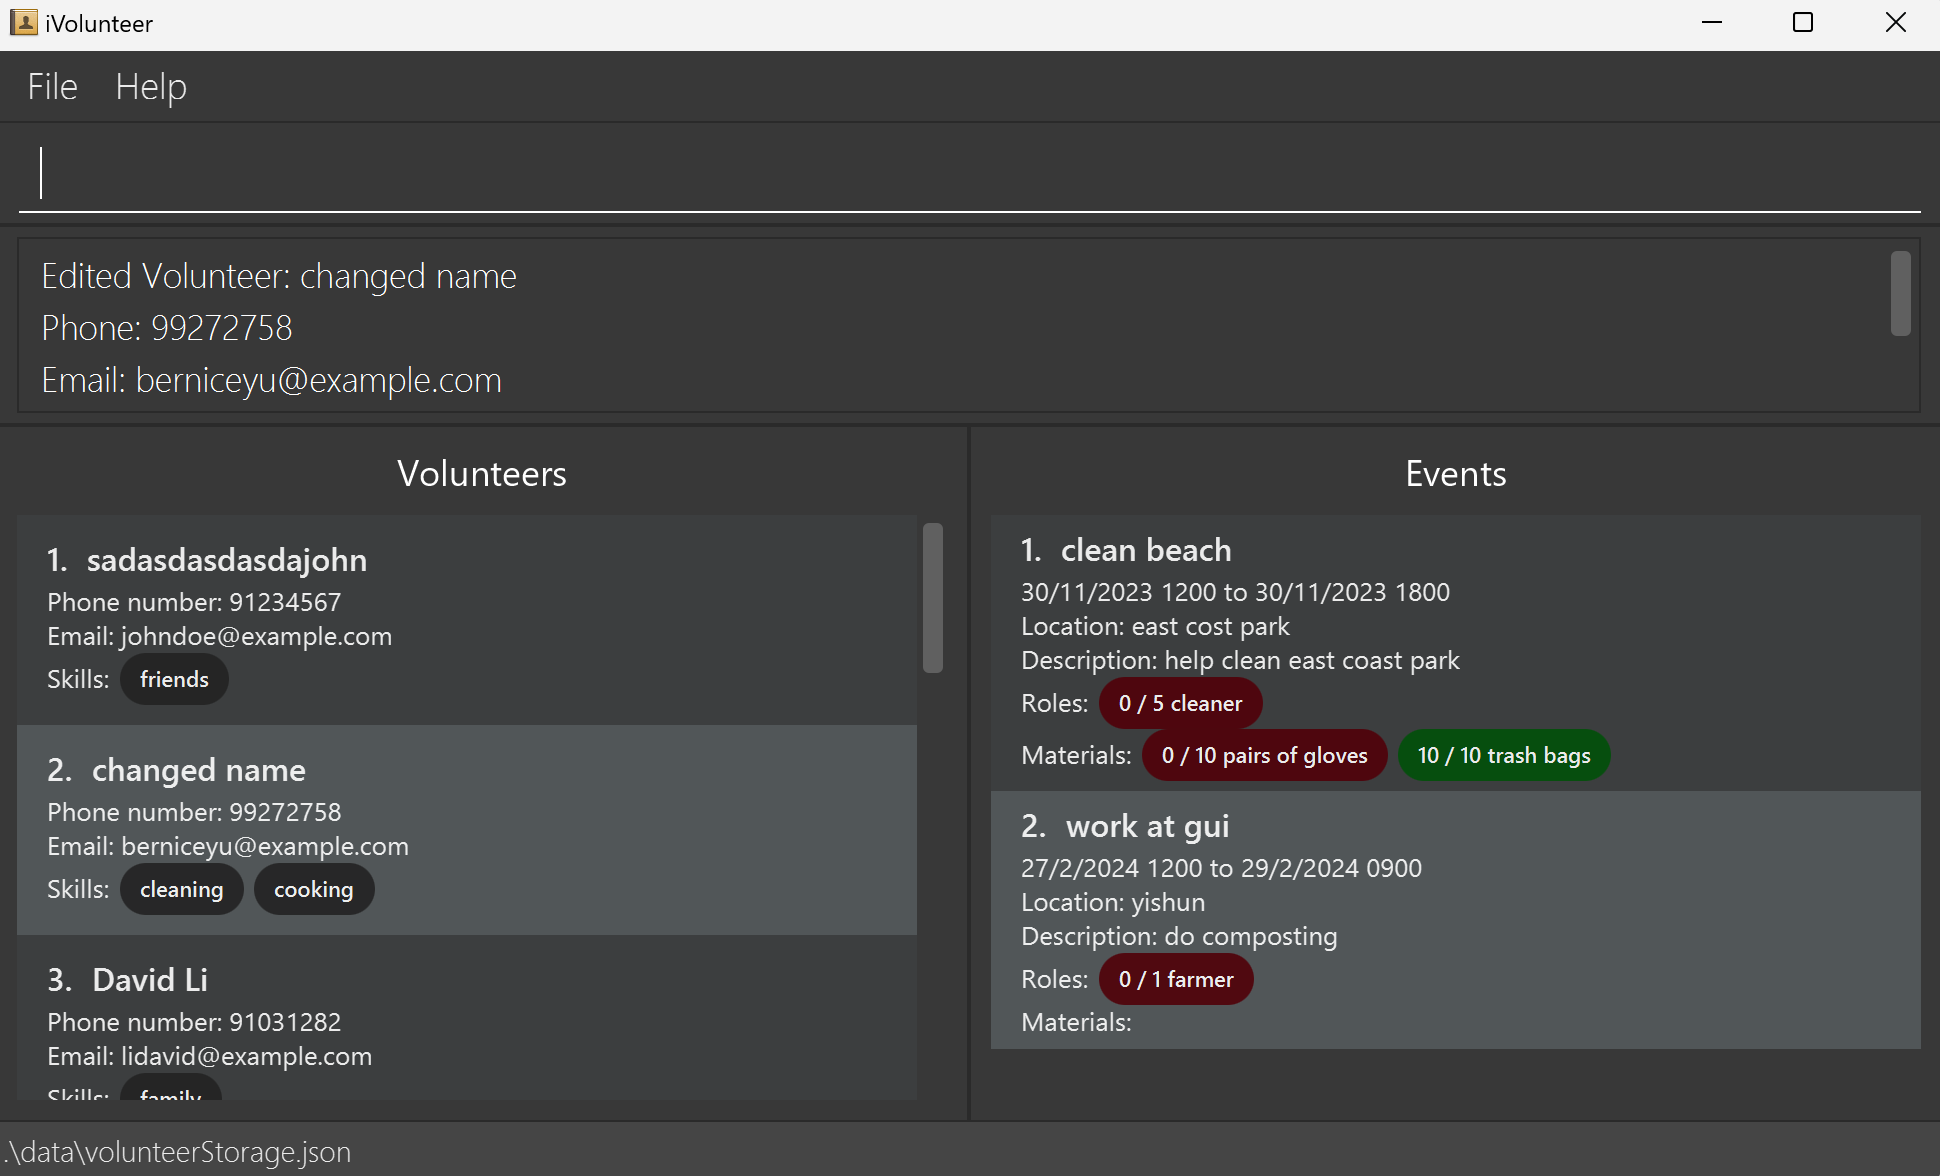 iVolunteer
File Help
Edited Volunteer: changed name
Phone: 99272758
Email: berniceyu@example.com
Volunteers
1. sadasdasdasdajohn
Phone number: 91234567
Email: johndoe@example.com
Skills: friends
2. changed name
Phone number: 99272758
Email: berniceyu@example.com
Skills: cleaning cooking
3. David Li
Phone number: 91031282
Email: lidavid@example.com
Skills: family
Events
1. clean beach
30/11/2023 1200 to 30/11/2023 1800
Location: east cost park
Description: help clean east coast park
Roles: 0 / 5 cleaner
Materials: 0 / 10 pairs of gloves 10 / 10 trash bags
2. work at gui
27/2/2024 1200 to 29/2/2024 0900
Location: yishun
Description: do composting
Roles: 0 / 1 farmer
Materials:
.\data\volunteerStorage.json